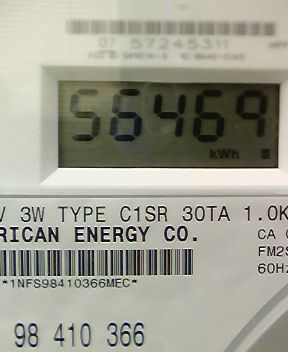 07 57245311
56469
kWh
V 3W TYPE C1SR 30TA 1.0K
RICAN ENERGY CO.
CA
FM2S
60Hz
*1NFS98410366MEC*
98 410 366